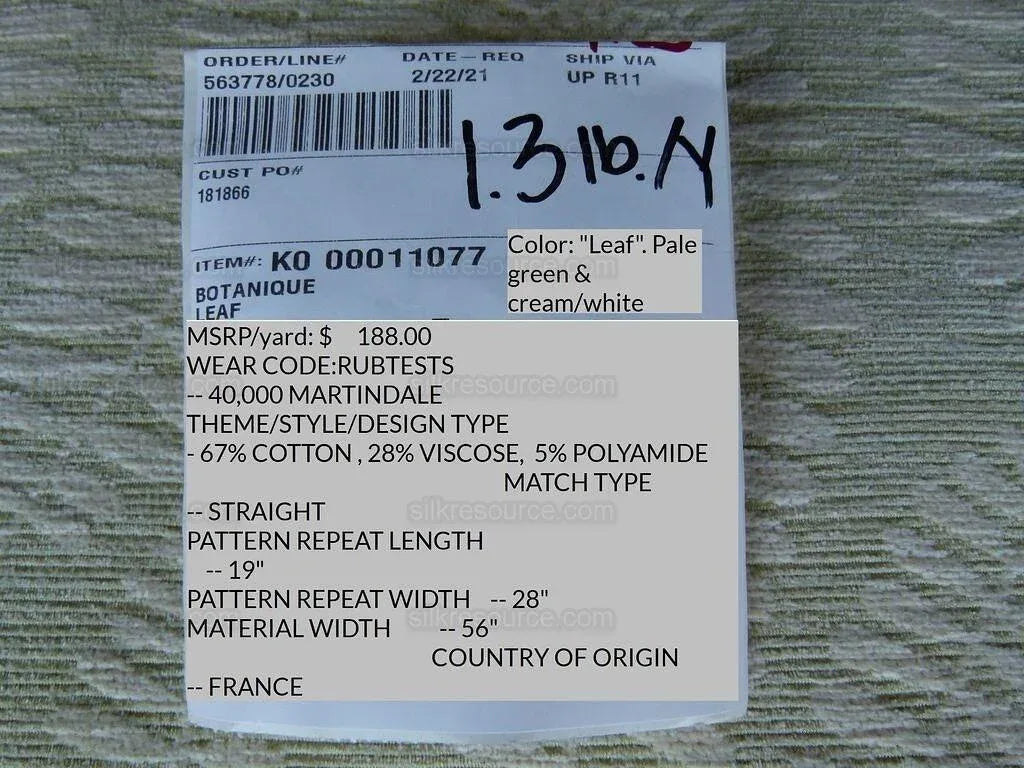 ORDER/LINE# DATE-REQ SHIP VIA
563778/0230 2/22/21 UP R11
1.3 lb./Y
CUST PO#
181866
ITEM#: K0 00011077
BOTANIQUE
LEAF
Color: "Leaf". Pale
green &
cream/white
MSRP/yard: $ 188.00
WEAR CODE:RUBTESTS
-- 40,000 MARTINDALE
THEME/STYLE/DESIGN TYPE
- 67% COTTON , 28% VISCOSE, 5% POLYAMIDE
MATCH TYPE
-- STRAIGHT
PATTERN REPEAT LENGTH
-- 19"
PATTERN REPEAT WIDTH -- 28"
MATERIAL WIDTH -- 56"
COUNTRY OF ORIGIN
-- FRANCE
silkresource.com